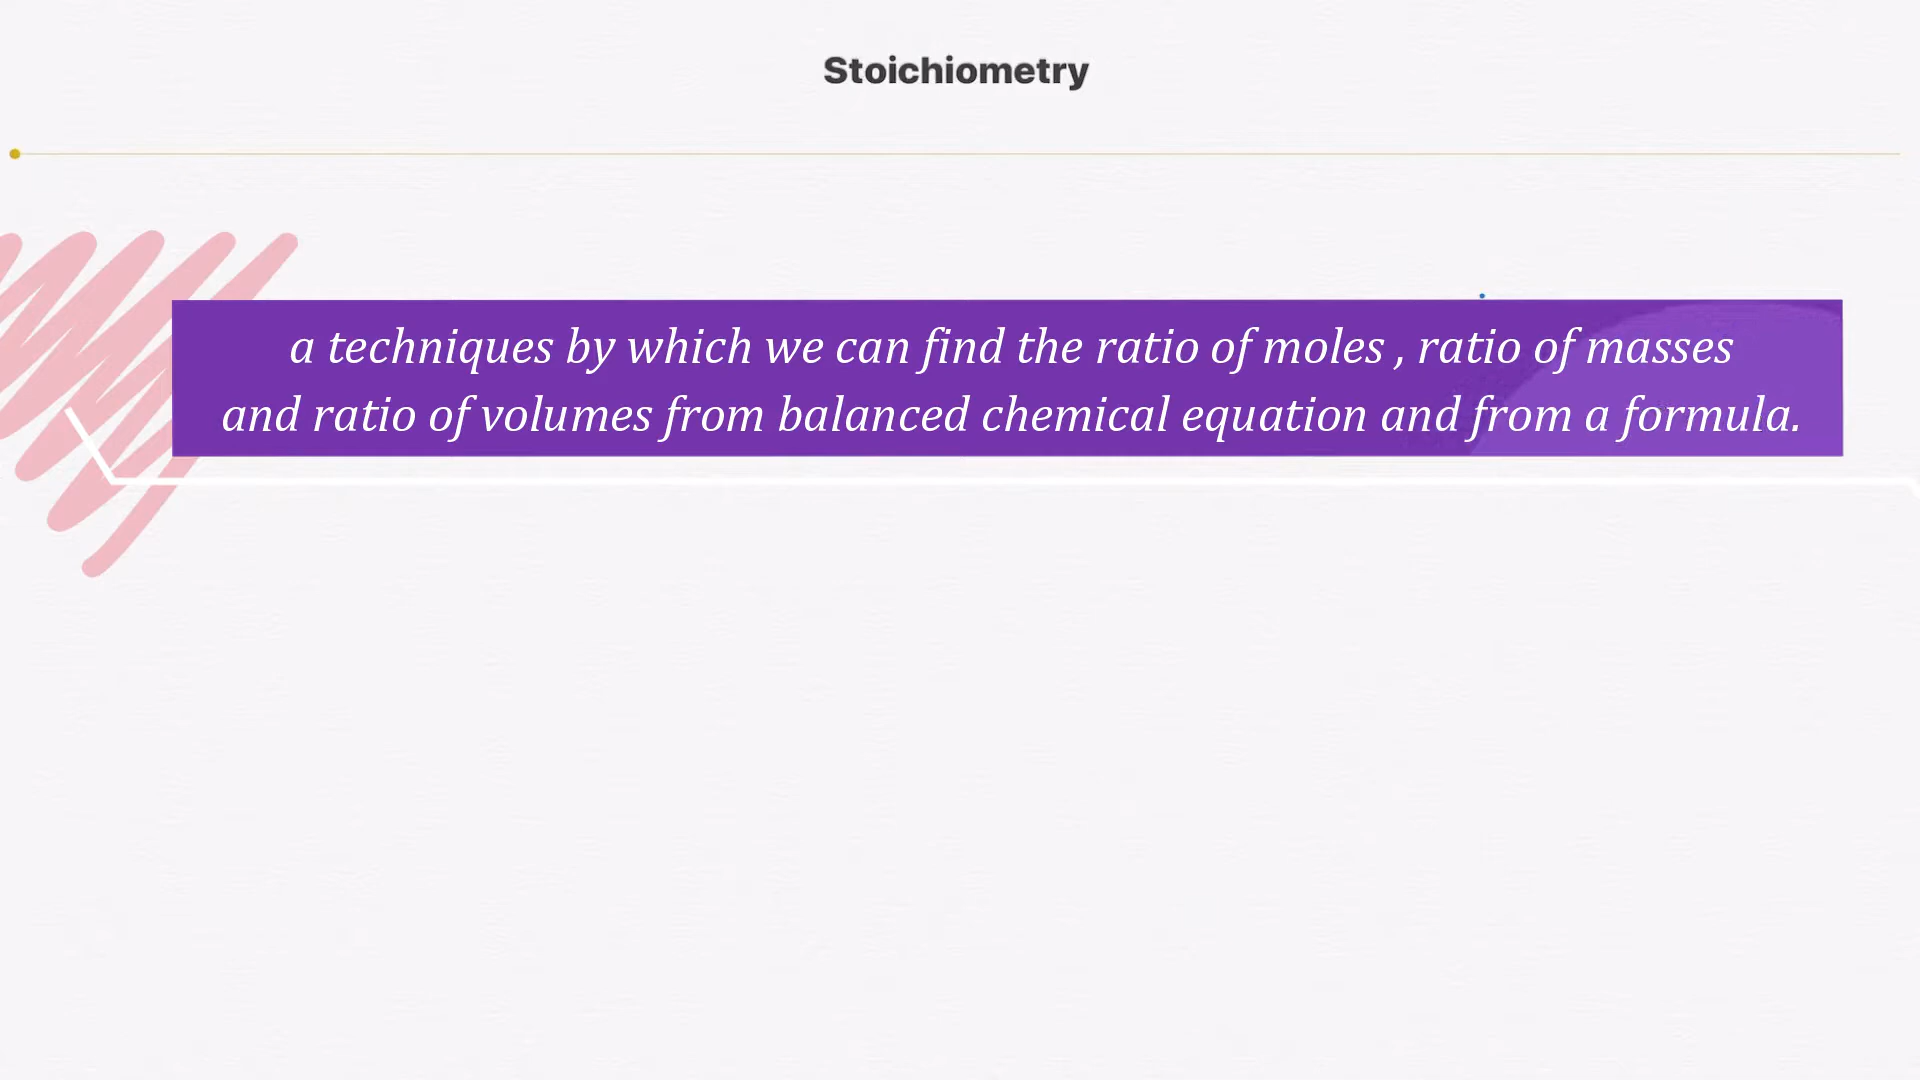 Stoichiometry
a techniques by which we can find the ratio of moles , ratio of masses
and ratio of volumes from balanced chemical equation and from a formula.